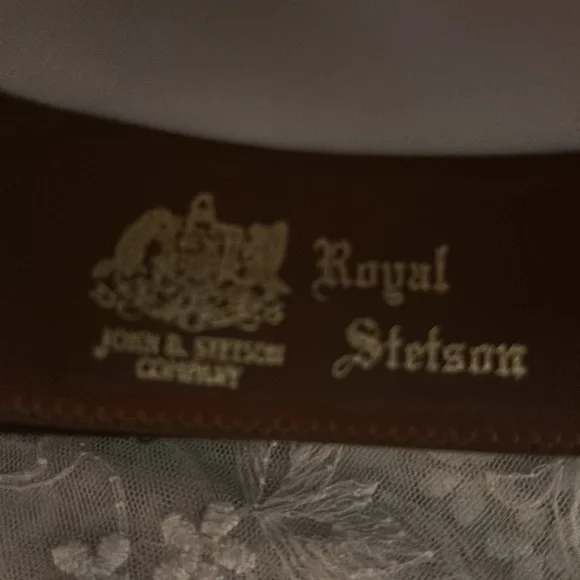 Royal
Stetson
JOHN B. STETSON
COMPANY